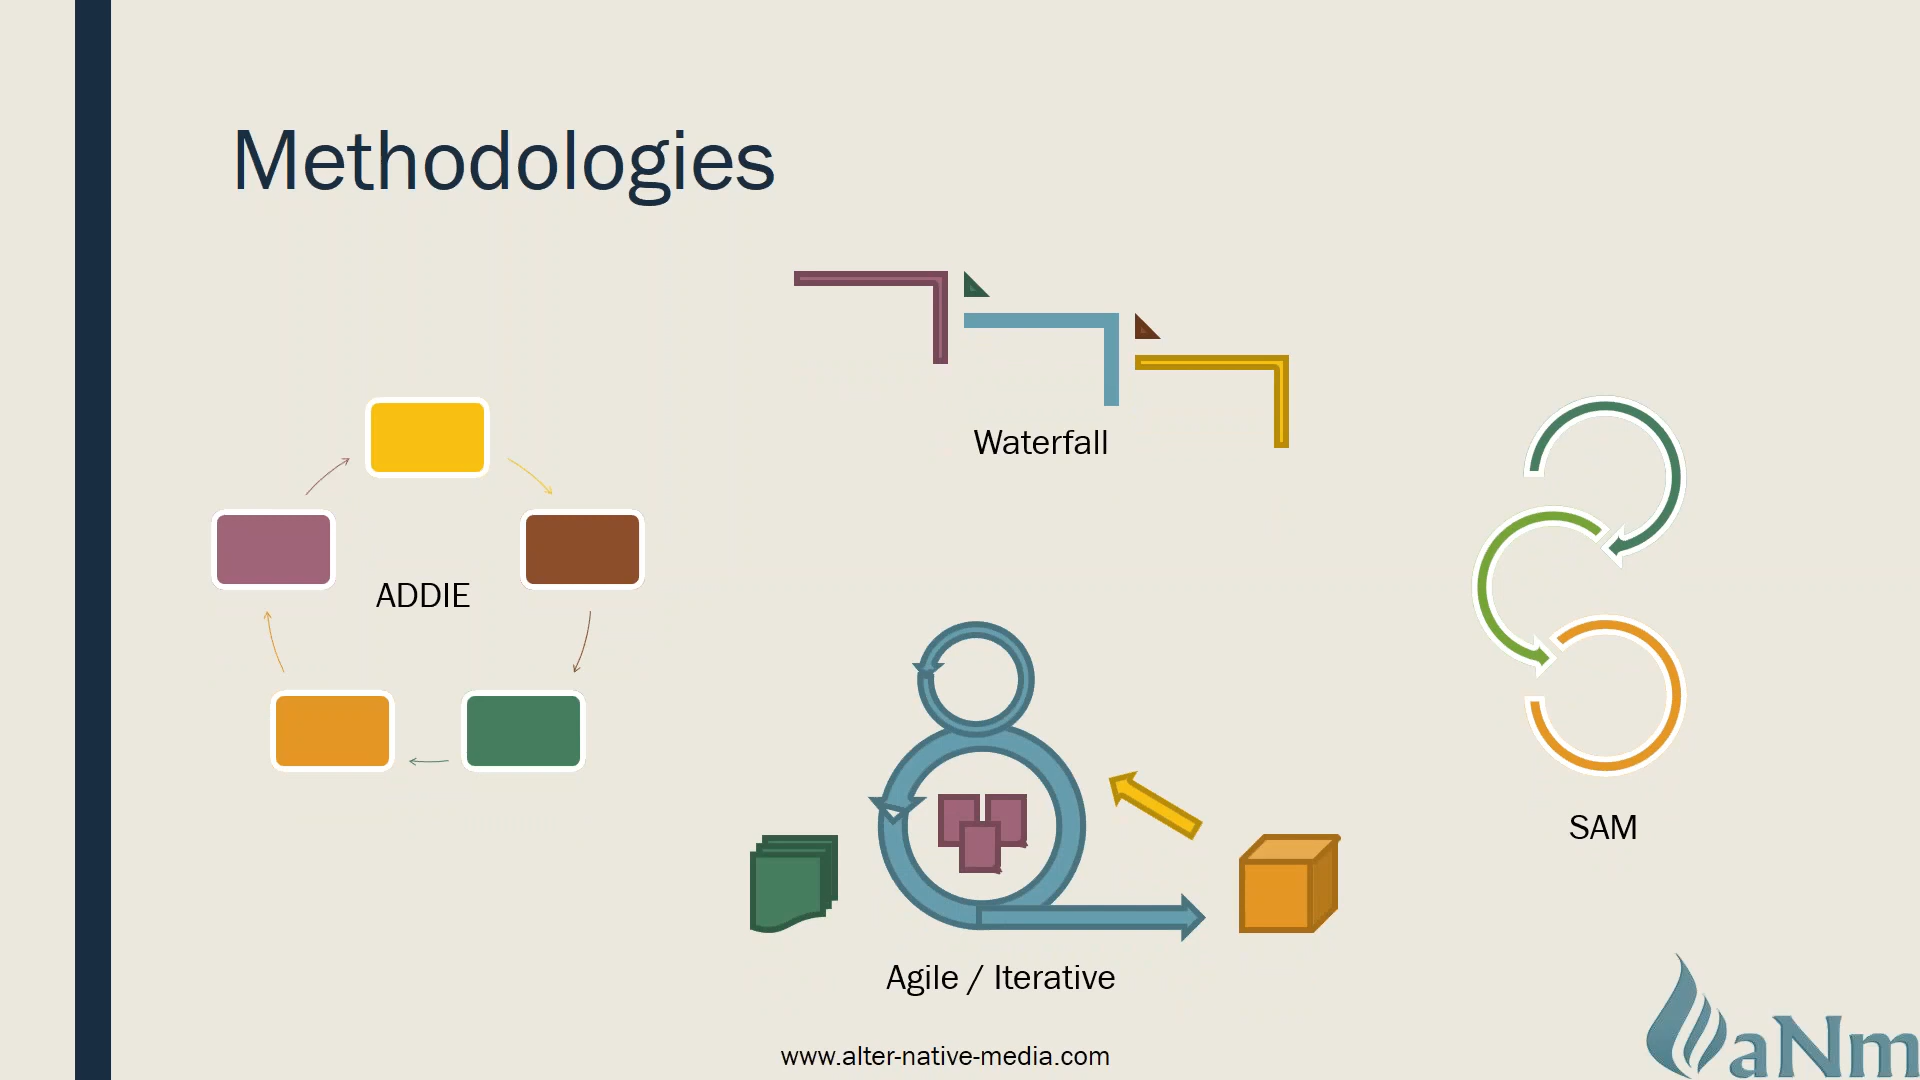 Methodologies
Waterfall
ADDIE
SAM
Agile / Iterative
www.alter-native-media.com
aNm